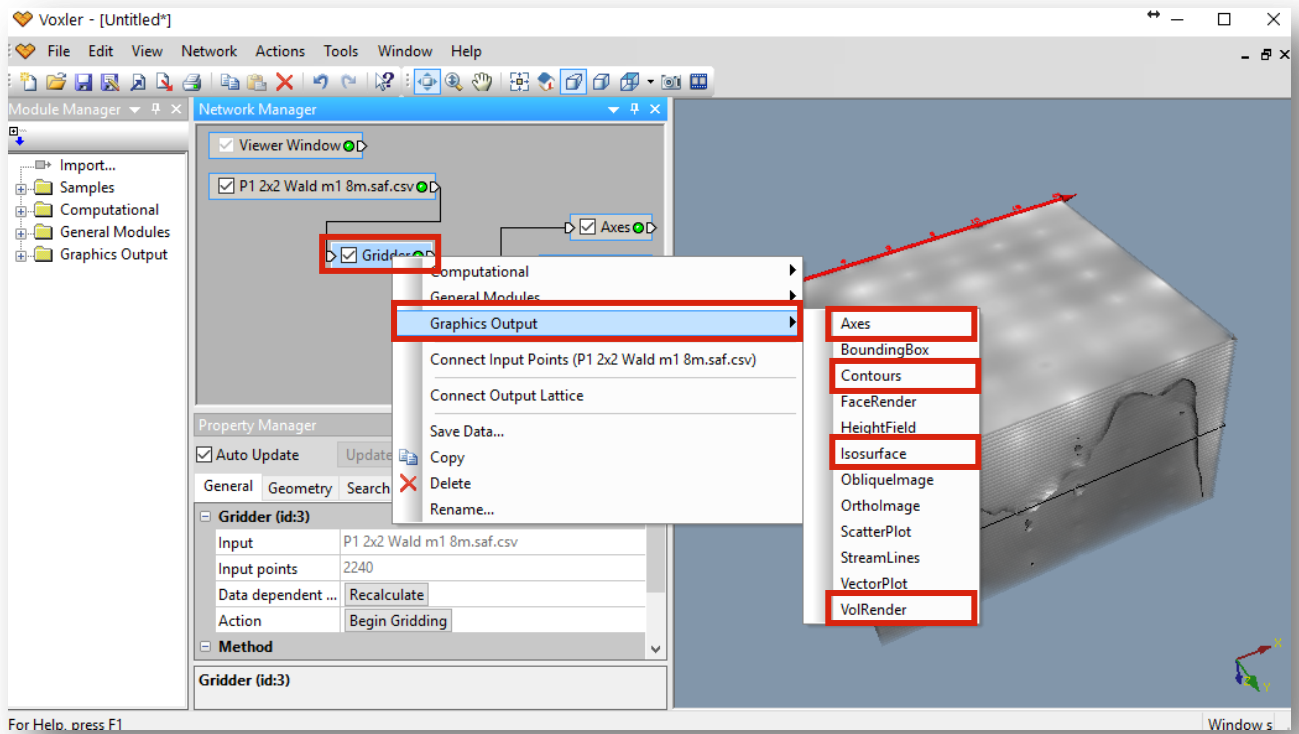 Voxler - [Untitled*]
File Edit View Network Actions Tools Window Help
Module Manager
Network Manager
Import...
Samples
Computational
General Modules
Graphics Output
Viewer Window
P1 2x2 Wald m1 8m.saf.csv
Axes
Gridder
Computational
General Modules
Graphics Output
Connect Input Points (P1 2x2 Wald m1 8m.saf.csv)
Connect Output Lattice
Save Data...
Copy
Delete
Rename...
Axes
BoundingBox
Contours
FaceRender
HeightField
Isosurface
ObliqueImage
OrthoImage
ScatterPlot
StreamLines
VectorPlot
VolRender
Property Manager
Auto Update Update
General Geometry Search
Gridder (id:3)
Input P1 2x2 Wald m1 8m.saf.csv
Input points 2240
Data dependent ... Recalculate
Action Begin Gridding
Method
Gridder (id:3)
X
Y
For Help, press F1
Window s